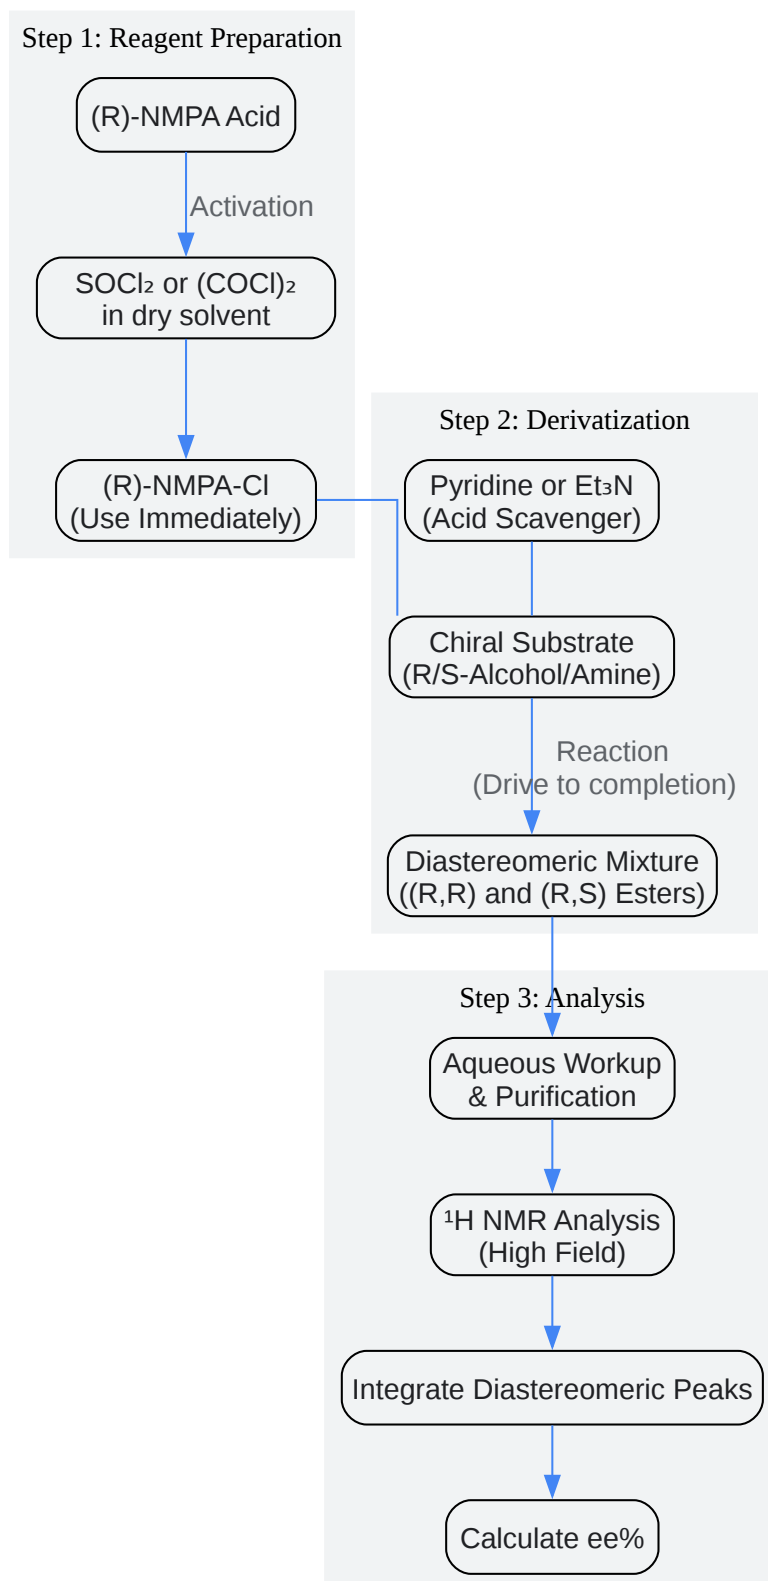 Step 1: Reagent Preparation
(R)-NMPA Acid
Activation
SOCl₂ or (COCl)₂
in dry solvent
(R)-NMPA-Cl
(Use Immediately)
Step 2: Derivatization
Pyridine or Et₃N
(Acid Scavenger)
Chiral Substrate
(R/S-Alcohol/Amine)
Reaction
(Drive to completion)
Diastereomeric Mixture
((R,R) and (R,S) Esters)
Step 3: Analysis
Aqueous Workup
& Purification
¹H NMR Analysis
(High Field)
Integrate Diastereomeric Peaks
Calculate ee%